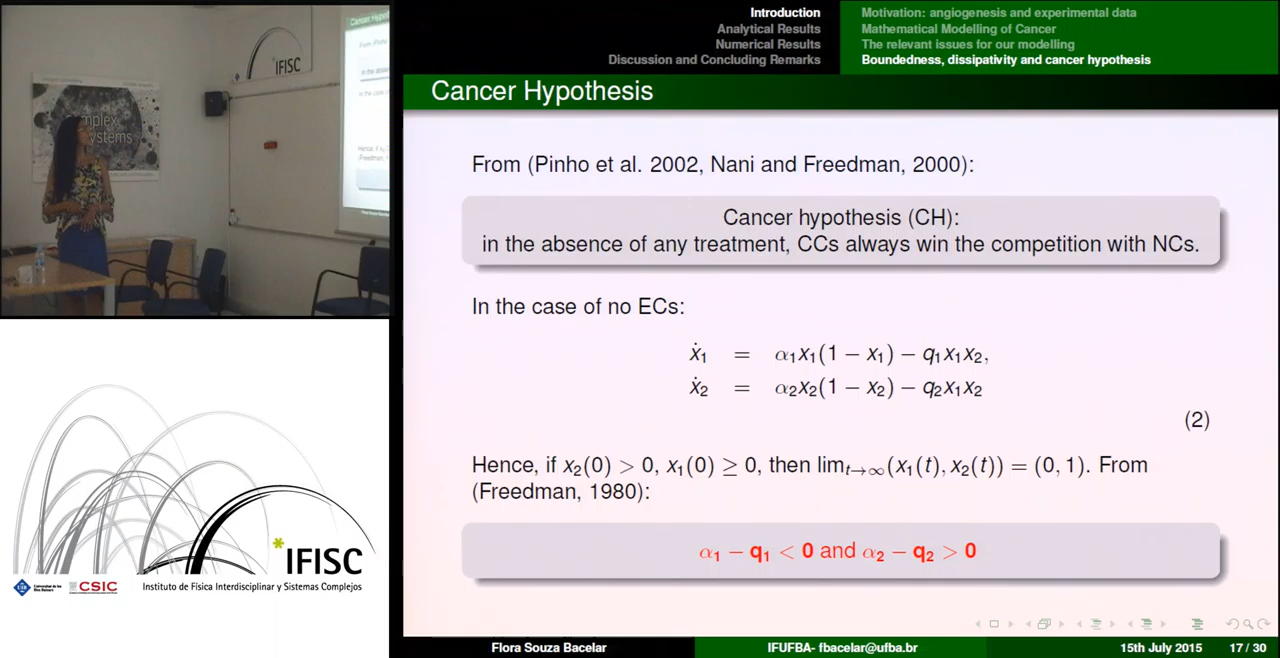 Introduction
Analytical Results
Numerical Results
Discussion and Concluding Remarks
Motivation: angiogenesis and experimental data
Mathematical Modelling of Cancer
The relevant issues for our modelling
Boundedness, dissipativity and cancer hypothesis
Cancer Hypothesis
From (Pinho et al. 2002, Nani and Freedman, 2000):
Cancer hypothesis (CH):
in the absence of any treatment, CCs always win the competition with NCs.
In the case of no ECs:
ẋ₁ = α₁x₁(1 − x₁) − q₁x₁x₂,
ẋ₂ = α₂x₂(1 − x₂) − q₂x₁x₂
(2)
Hence, if x₂(0) > 0, x₁(0) ≥ 0, then lim t→∞ (x₁(t), x₂(t)) = (0, 1). From
(Freedman, 1980):
α₁ − q₁ < 0 and α₂ − q₂ > 0
Flora Souza Bacelar
IFUFBA- fbacelar@ufba.br
15th July 2015
17 / 30
IFISC
mplex
ystems
IFISC
CSIC
Instituto de Física Interdisciplinar y Sistemas Complejos